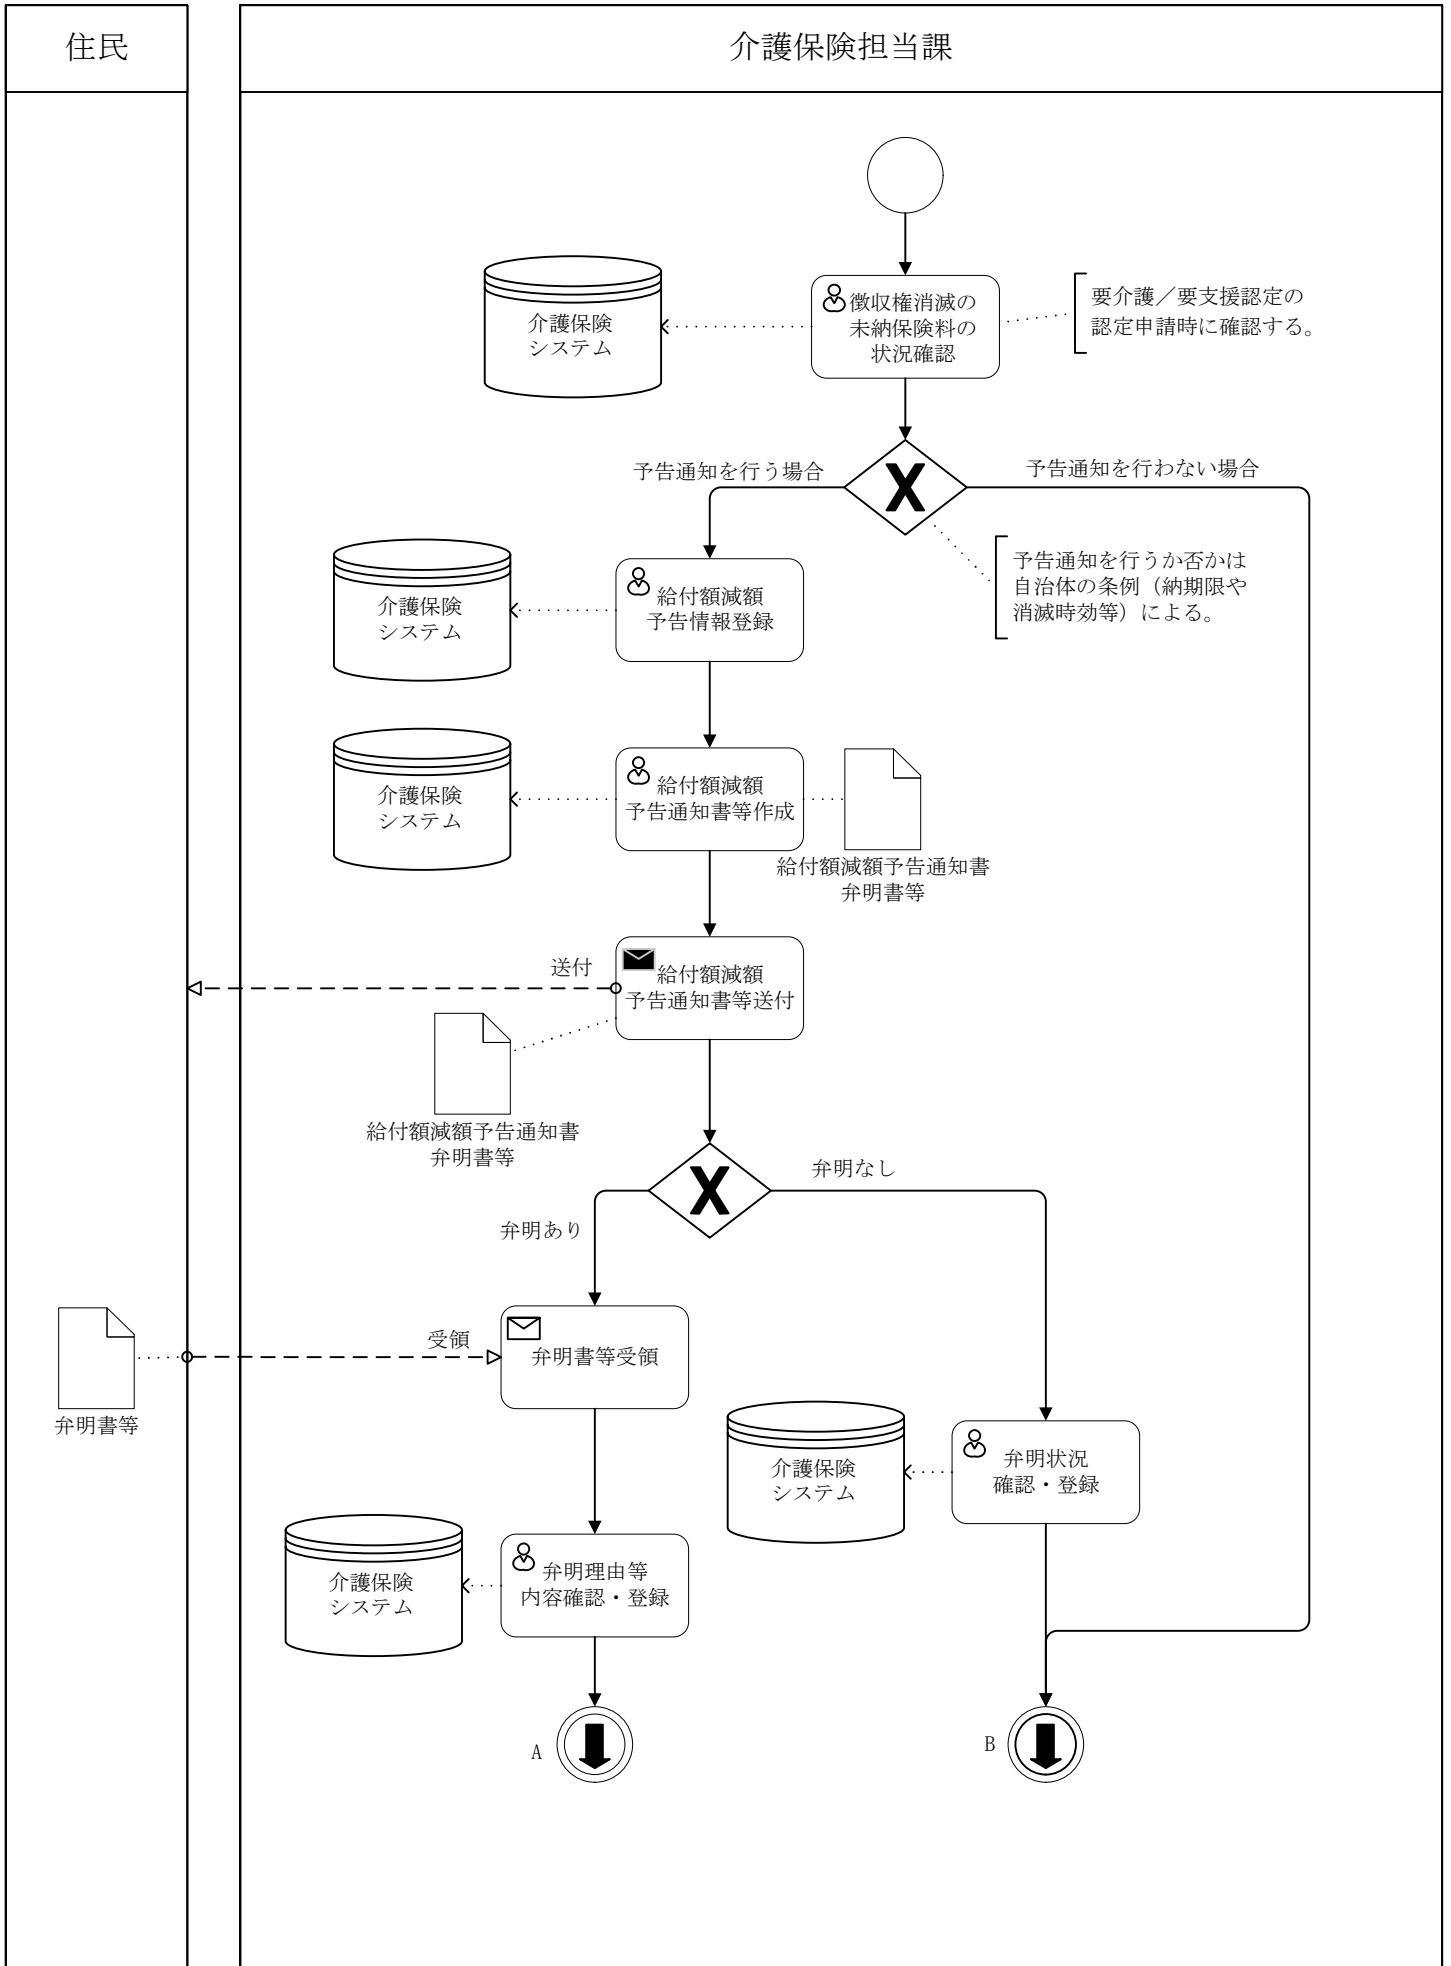 住民
介護保険担当課
介護保険
システム
徴収権消滅の
未納保険料の
状況確認
要介護／要支援認定の
認定申請時に確認する。
予告通知を行う場合
予告通知を行わない場合
予告通知を行うか否かは
自治体の条例（納期限や
消滅時効等）による。
介護保険
システム
給付額減額
予告情報登録
介護保険
システム
給付額減額
予告通知書等作成
給付額減額予告通知書
弁明書等
送付
給付額減額
予告通知書等送付
給付額減額予告通知書
弁明書等
弁明なし
弁明あり
受領
弁明書等受領
弁明書等
介護保険
システム
弁明状況
確認・登録
介護保険
システム
弁明理由等
内容確認・登録
A
B